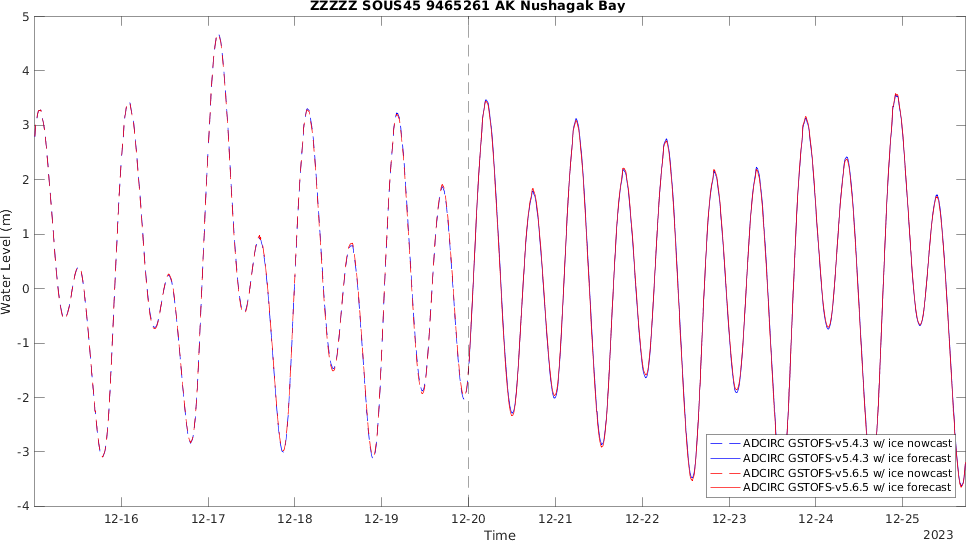 ZZZZZ SOUS45 9465261 AK Nushagak Bay
5
4
3
2
1
0
-1
-2
-3
-4
Water Level (m)
12-16 12-17 12-18 12-19 12-20 12-21 12-22 12-23 12-24 12-25
Time
2023
ADCIRC GSTOFS-v5.4.3 w/ ice nowcast
ADCIRC GSTOFS-v5.4.3 w/ ice forecast
ADCIRC GSTOFS-v5.6.5 w/ ice nowcast
ADCIRC GSTOFS-v5.6.5 w/ ice forecast